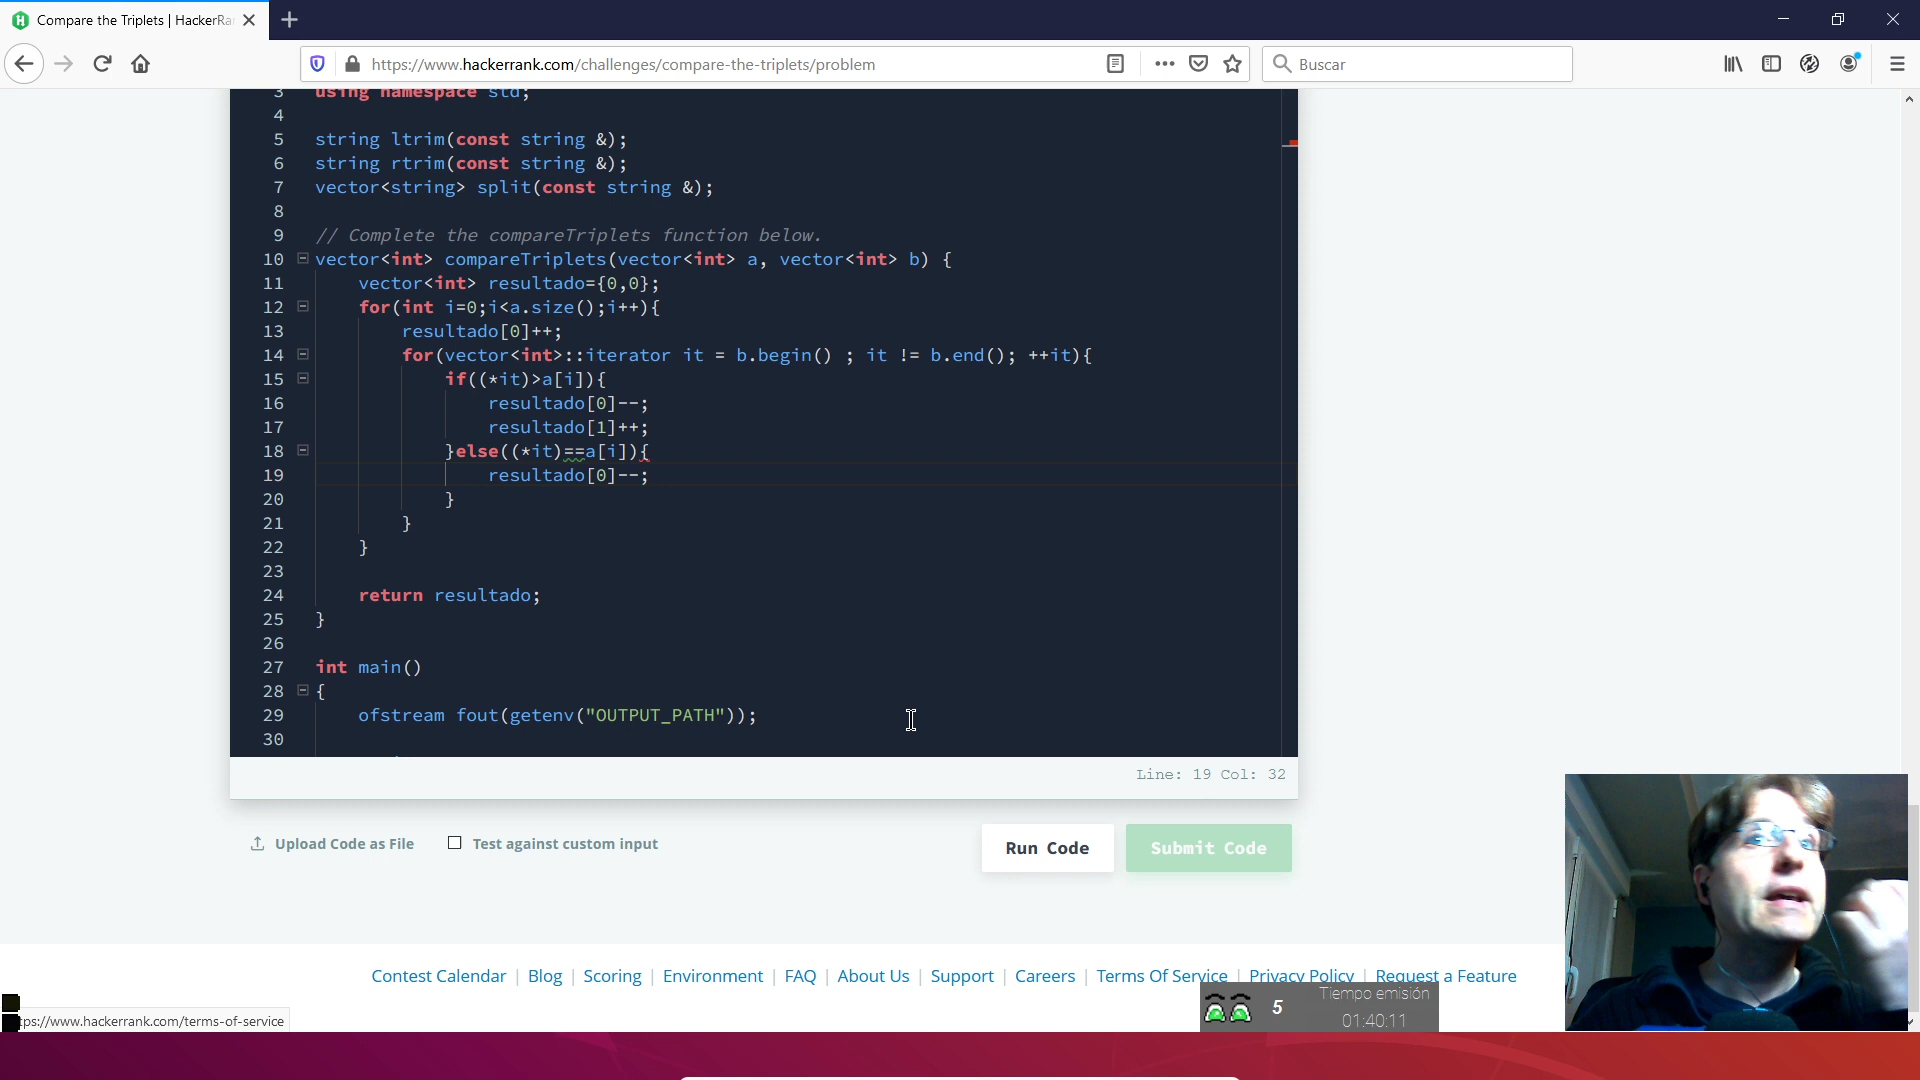 Compare the Triplets | HackerRa
https://www.hackerrank.com/challenges/compare-the-triplets/problem
Buscar
3 using namespace std;
4
5 string ltrim(const string &);
6 string rtrim(const string &);
7 vector<string> split(const string &);
8
9 // Complete the compareTriplets function below.
10 vector<int> compareTriplets(vector<int> a, vector<int> b) {
11 vector<int> resultado={0,0};
12 for(int i=0;i<a.size();i++){
13 resultado[0]++;
14 for(vector<int>::iterator it = b.begin() ; it != b.end(); ++it){
15 if((*it)>a[i]){
16 resultado[0]--;
17 resultado[1]++;
18 }else((*it)==a[i]){
19 resultado[0]--;
20 }
21 }
22 }
23
24 return resultado;
25 }
26
27 int main()
28 {
29 ofstream fout(getenv("OUTPUT_PATH"));
30
Line: 19 Col: 32
Upload Code as File Test against custom input Run Code Submit Code
Contest Calendar | Blog | Scoring | Environment | FAQ | About Us | Support | Careers | Terms Of Service | Privacy Policy | Request a Feature
5 Tiempo emisión
01:40:11
tps://www.hackerrank.com/terms-of-service